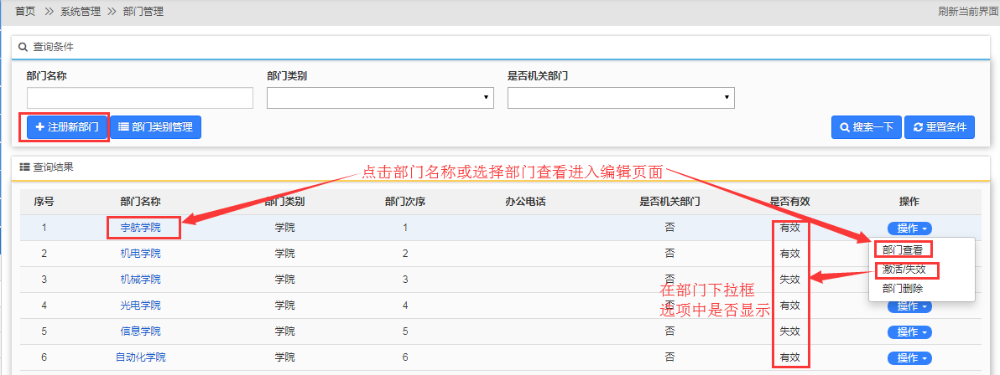 首页 >> 系统管理 >> 部门管理 刷新当前界面
查询条件
部门名称 部门类别 是否机关部门
注册新部门 部门类别管理 搜索一下 重置条件
查询结果
点击部门名称或选择部门查看进入编辑页面
序号 部门名称 部门类别 部门次序 办公电话 是否机关部门 是否有效 操作
1 宇航学院 学院 1 否 有效 操作
部门查看
2 机电学院 学院 2 否 有效
激活/失效
3 机械学院 学院 3 否 失效
部门删除
在部门下拉框
选项中是否显示
4 光电学院 学院 4 否 有效 操作
5 信息学院 学院 5 否 失效 操作
6 自动化学院 学院 6 否 有效 操作